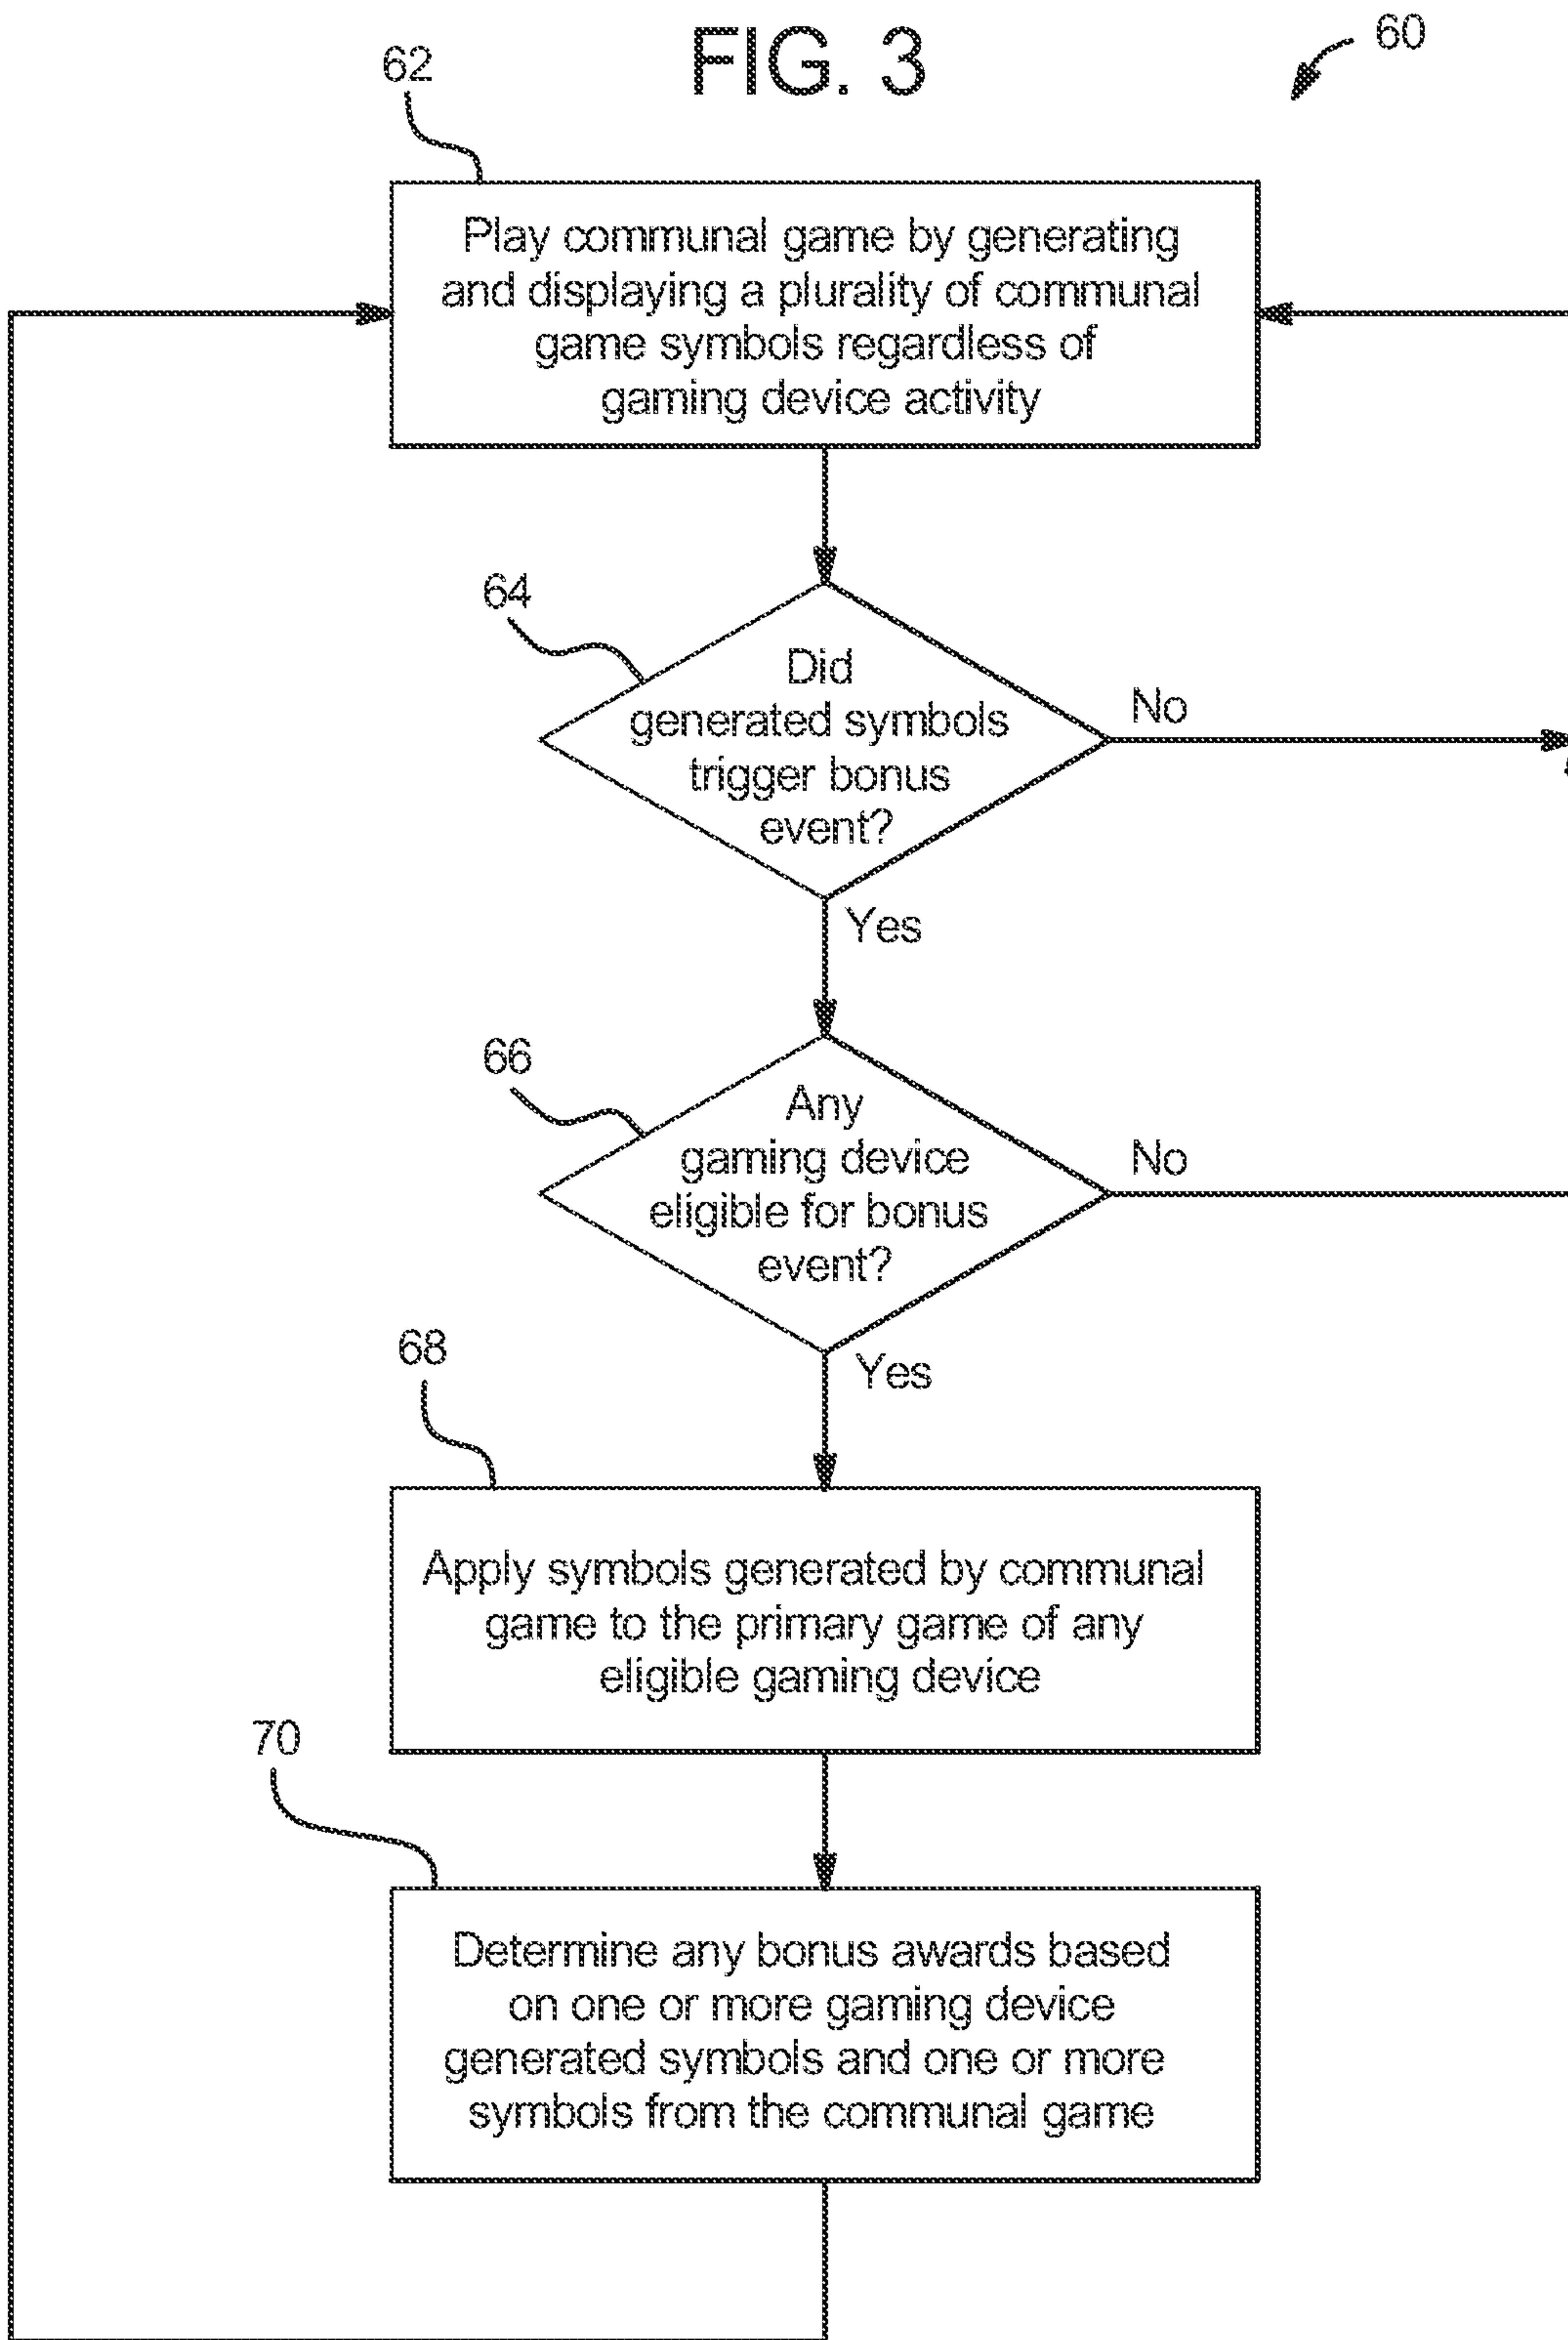 FIG. 3
60
62
Play communal game by generating
and displaying a plurality of communal
game symbols regardless of
gaming device activity
64
Did
generated symbols
trigger bonus
event?
No
Yes
66
Any
gaming device
eligible for bonus
event?
No
Yes
68
Apply symbols generated by communal
game to the primary game of any
eligible gaming device
70
Determine any bonus awards based
on one or more gaming device
generated symbols and one or more
symbols from the communal game